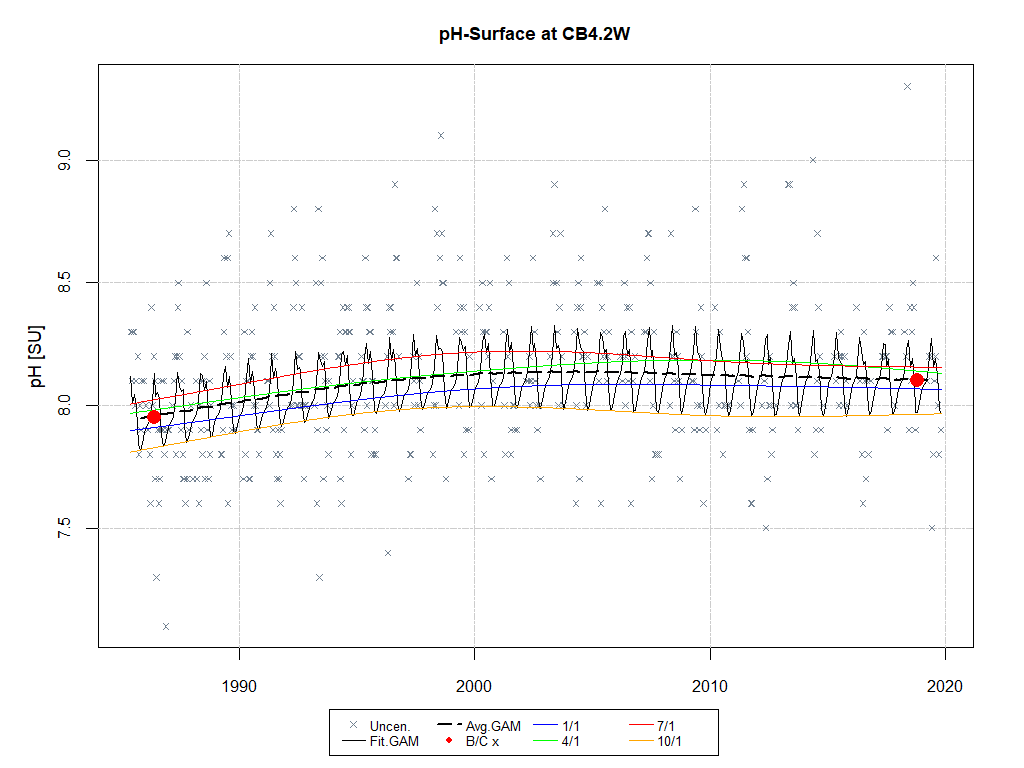 pH-Surface at CB4.2W
pH [SU]
9.0
8.5
8.0
7.5
1990 2000 2010 2020
Uncen. Avg.GAM 1/1 7/1
Fit.GAM B/C x 4/1 10/1